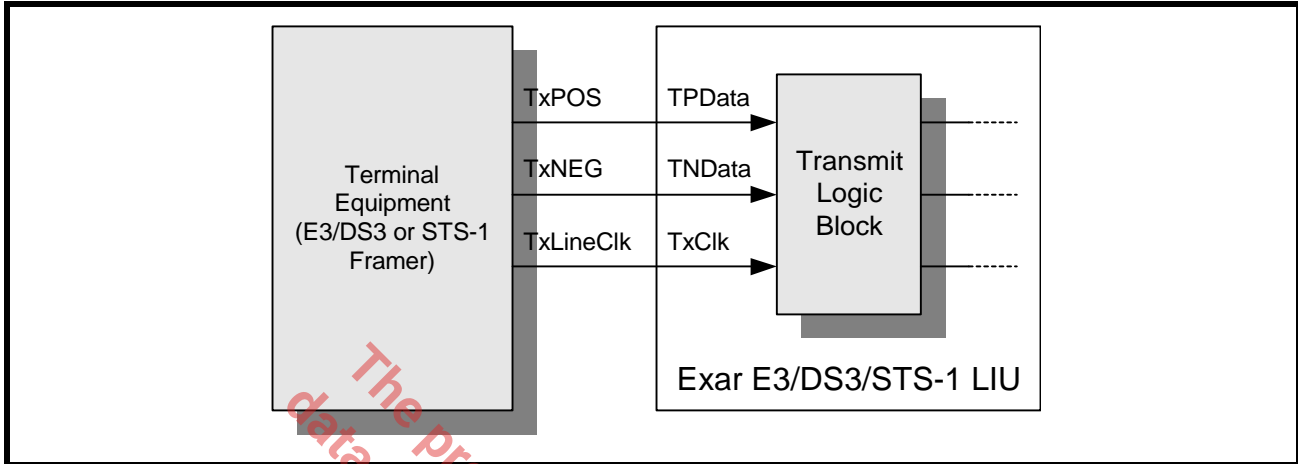 TxPOS
TPData
TxNEG
TNData
TxLineClk
TxClk
Terminal
Equipment
(E3/DS3 or STS-1
Framer)
Transmit
Logic
Block
Exar E3/DS3/STS-1 LIU
The
data